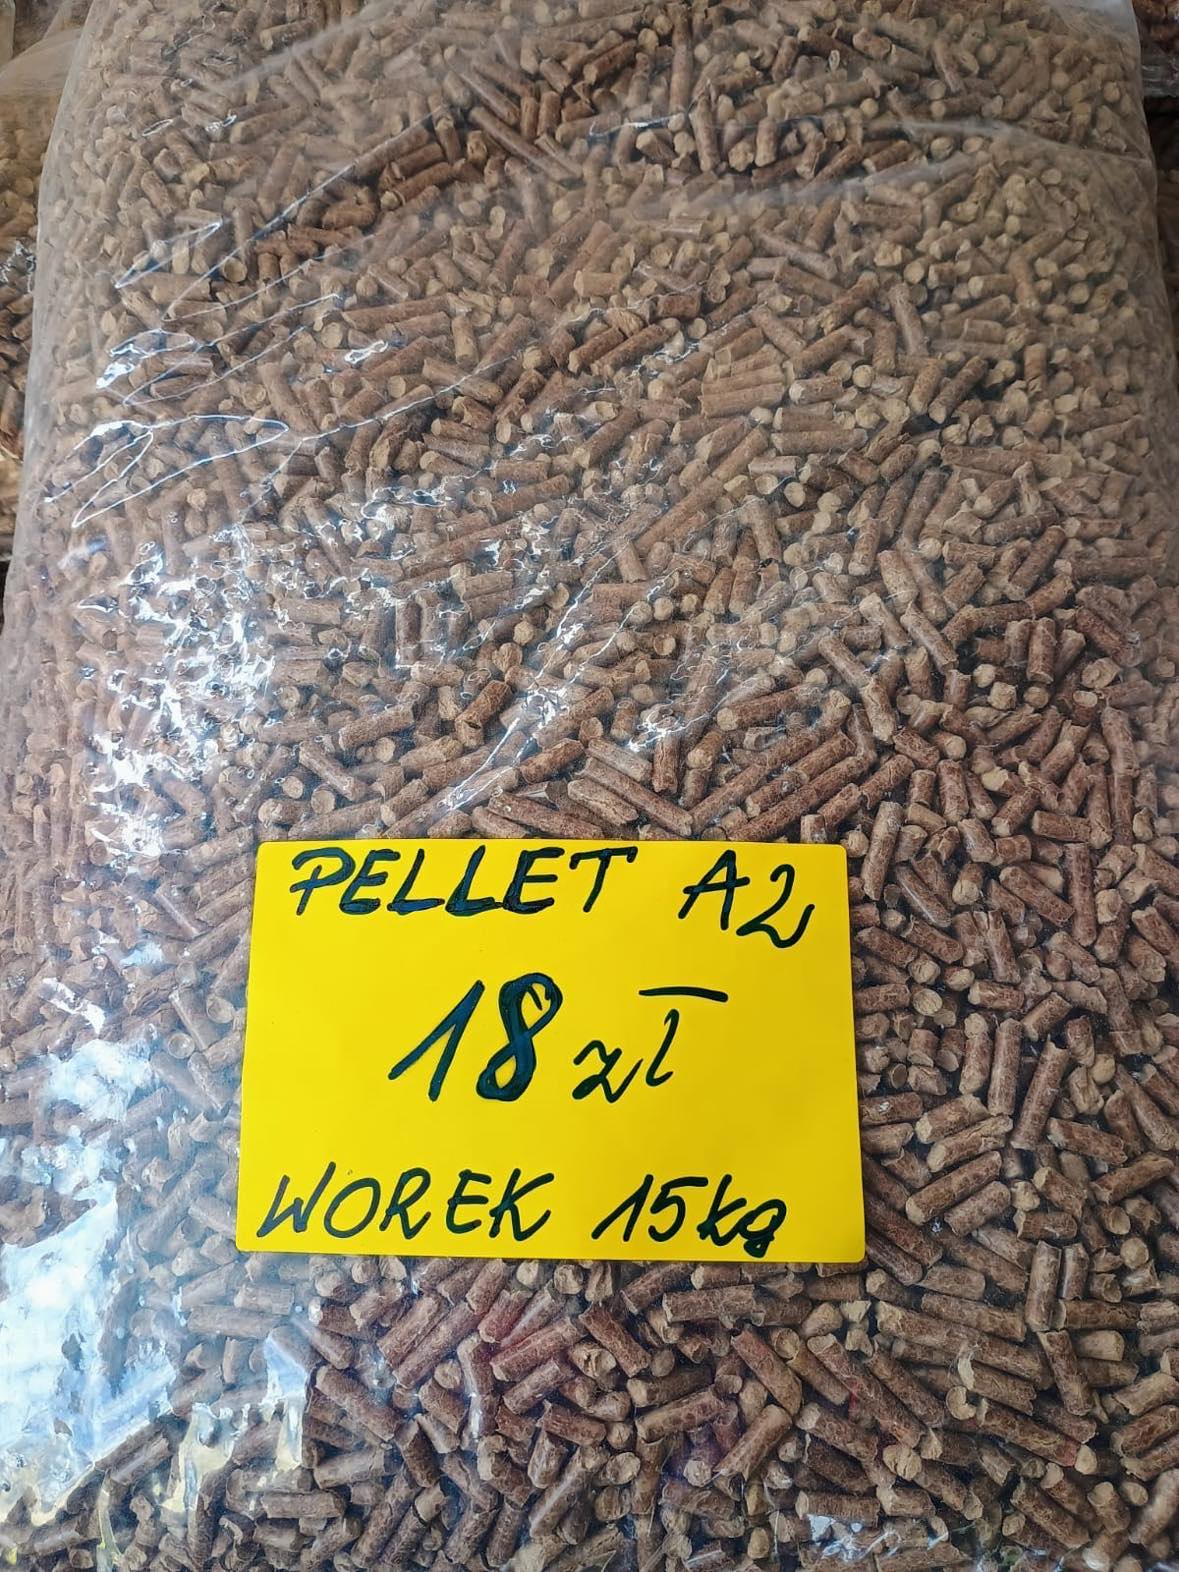 PELLET A2
18 zł
WOREK 15kg